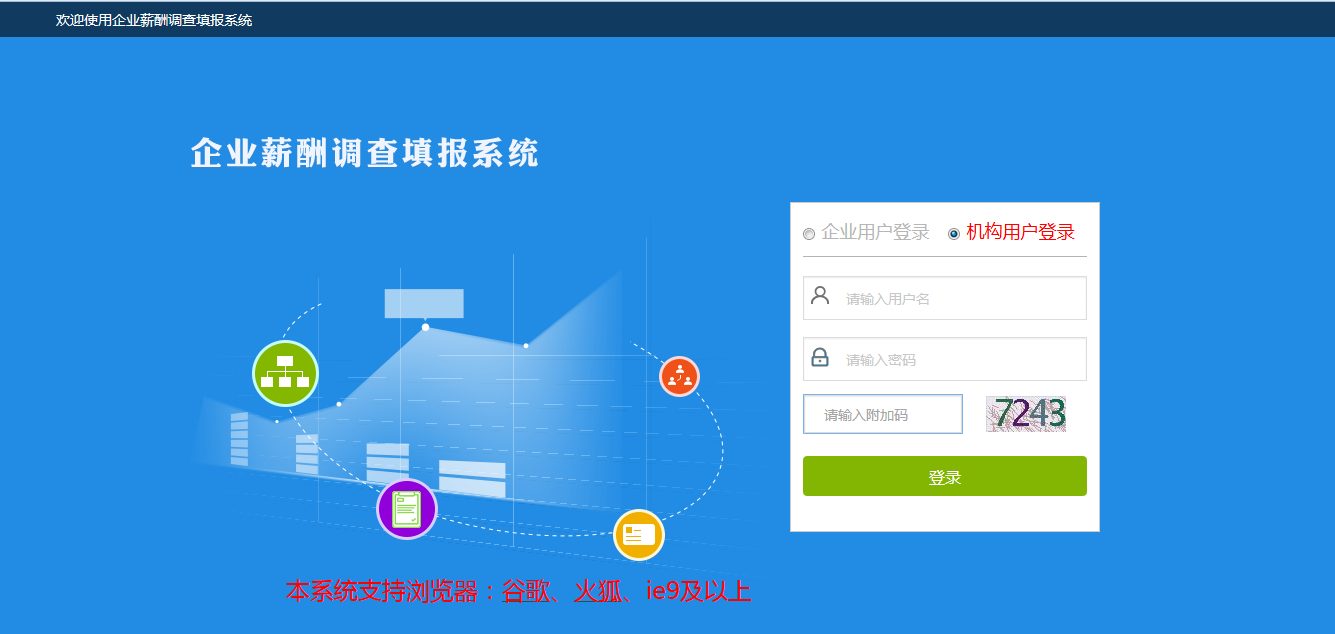 欢迎使用企业薪酬调查填报系统
企业薪酬调查填报系统
企业用户登录 机构用户登录
请输入用户名
请输入密码
请输入附加码 7243
登录
本系统支持浏览器：谷歌、火狐、ie9及以上